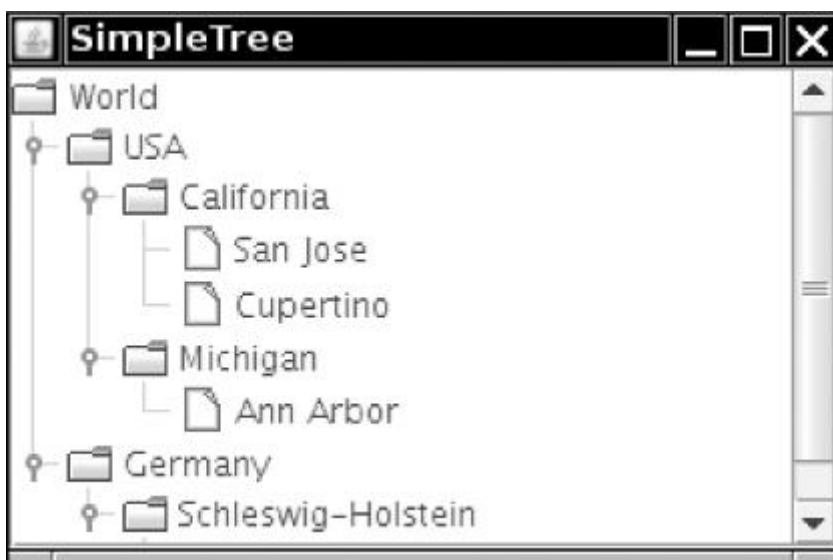 SimpleTree
World
USA
California
San Jose
Cupertino
Michigan
Ann Arbor
Germany
Schleswig-Holstein